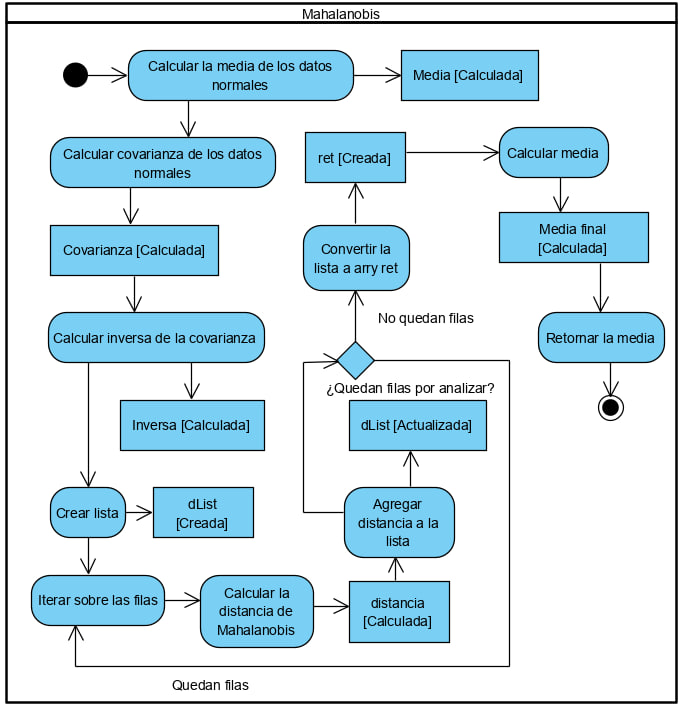 Mahalanobis
Calcular la media de los datos
normales
Media [Calculada]
Calcular covarianza de los datos
normales
Covarianza [Calculada]
Calcular inversa de la covarianza
Inversa [Calculada]
Crear lista
dList
[Creada]
Iterar sobre las filas
Calcular la
distancia de
Mahalanobis
distancia
[Calculada]
Agregar
distancia a la
lista
dList [Actualizada]
¿Quedan filas por analizar?
Quedan filas
No quedan filas
Convertir la
lista a arry ret
ret [Creada]
Calcular media
Media final
[Calculada]
Retornar la media